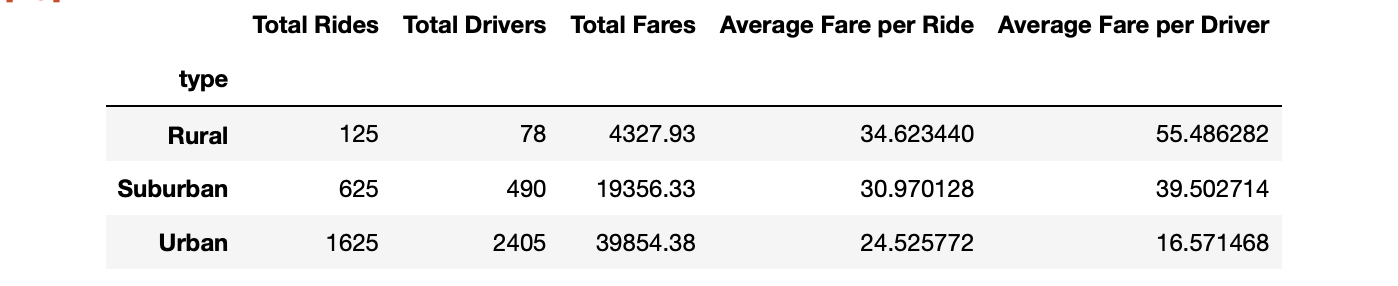 Total Rides Total Drivers Total Fares Average Fare per Ride Average Fare per Driver
type
Rural 125 78 4327.93 34.623440 55.486282
Suburban 625 490 19356.33 30.970128 39.502714
Urban 1625 2405 39854.38 24.525772 16.571468